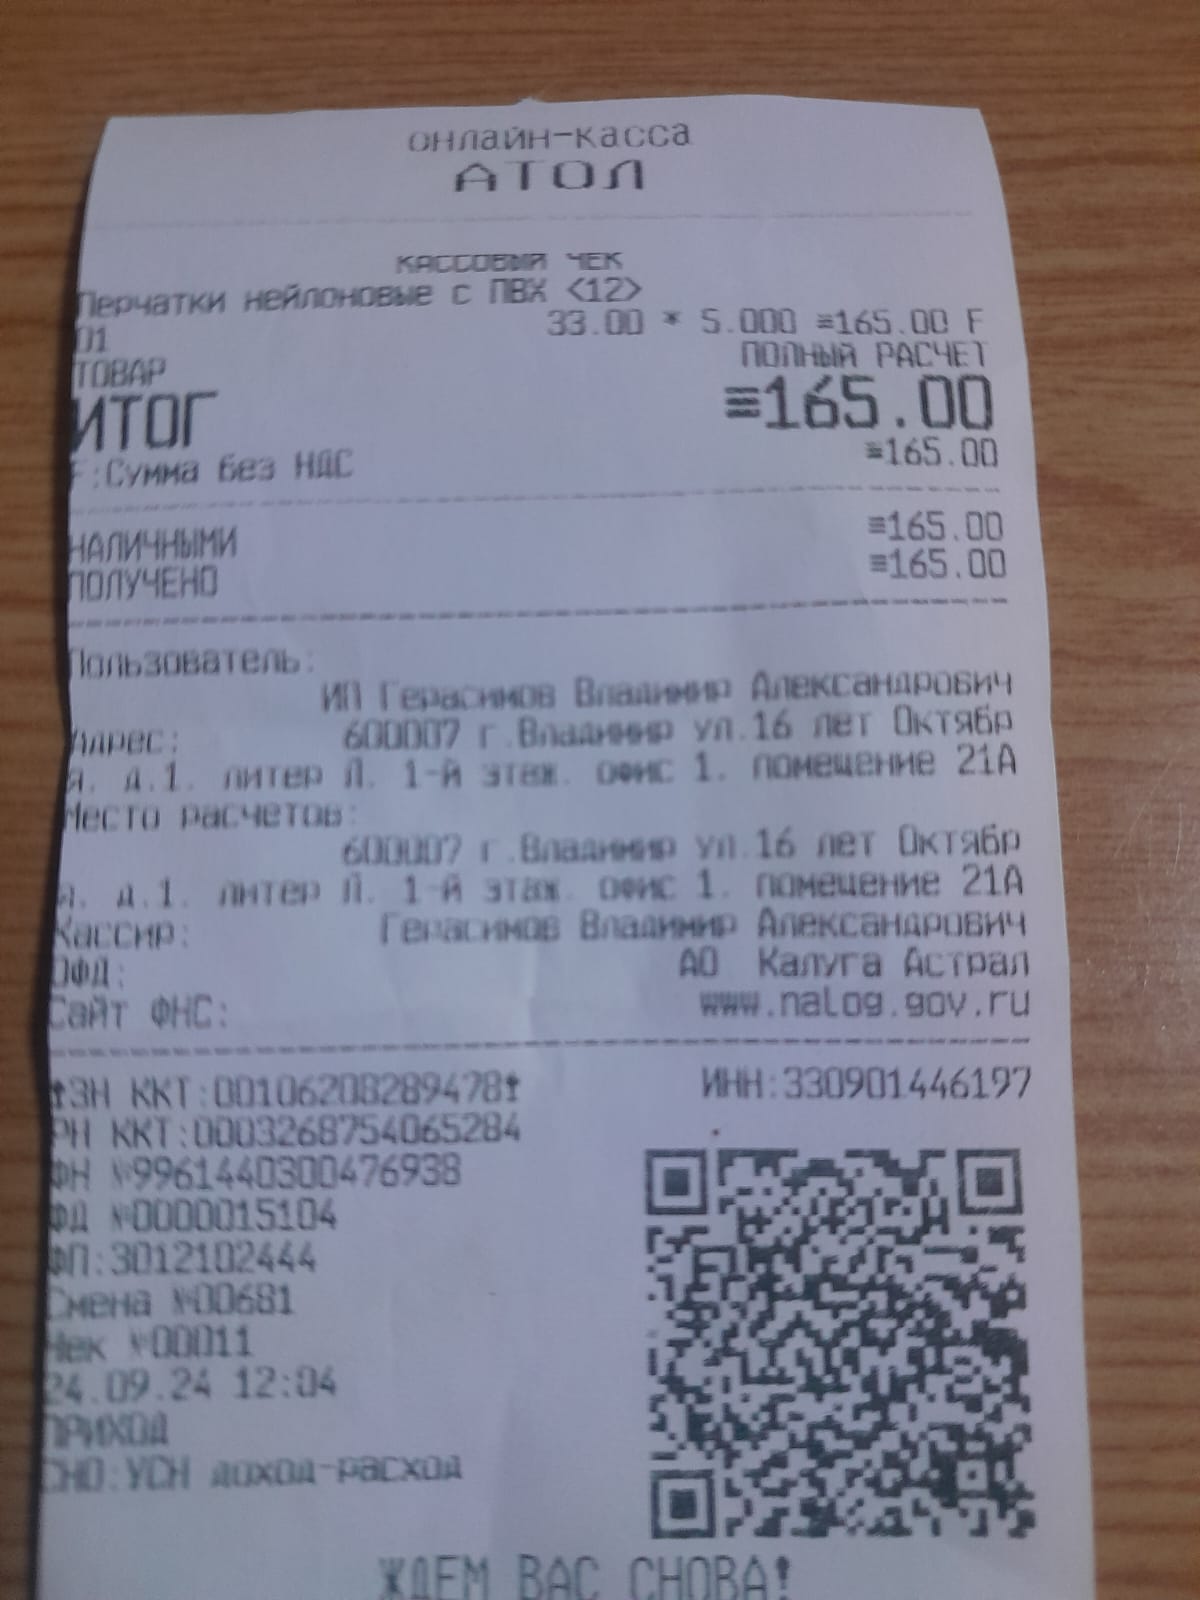 онлайн-касса
АТОЛ
КАССОВЫЙ ЧЕК
Перчатки нейлоновые с ПВХ <12>
01
33.00 * 5.000 ≡165.00 F
ТОВАР
ПОЛНЫЙ РАСЧЕТ
ИТОГ ≡165.00
F:Сумма без НДС ≡165.00
НАЛИЧНЫМИ ≡165.00
ПОЛУЧЕНО ≡165.00
Пользователь:
ИП Герасимов Владимир Александрович
Адрес: 600007 г.Владимир ул.16 лет Октябр
я. д.1. литер Л. 1-й этаж. офис 1. помещение 21А
Место расчетов:
600007 г.Владимир ул.16 лет Октябр
я. д.1. литер Л. 1-й этаж. офис 1. помещение 21А
Кассир: Герасимов Владимир Александрович
ОФД: АО Калуга Астрал
Сайт ФНС: www.nalog.gov.ru
ЗН ККТ:00106208289478 ИНН:330901446197
РН ККТ:0003268754065284
ФН №9961440300476938
ФД №0000015104
ФП:3012102444
Смена №00681
Чек №00011
24.09.24 12:04
ПРИХОД
СНО:УСН доход-расход
ЖДЕМ ВАС СНОВА!